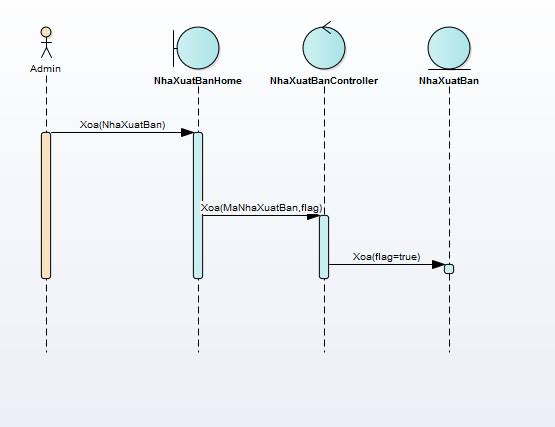 Admin
NhaXuatBanHome
NhaXuatBanController
NhaXuatBan
Xoa(NhaXuatBan)
Xoa(MaNhaXuatBan,flag)
Xoa(flag=true)